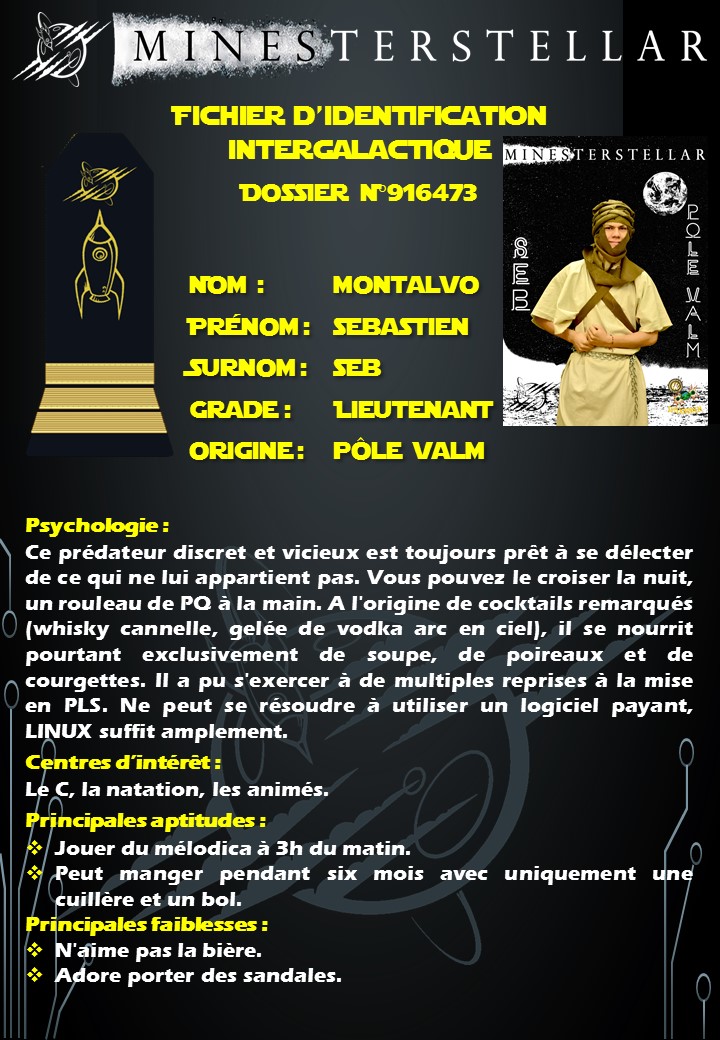 MINESTERSTELLAR
FICHIER D'IDENTIFICATION
INTERGALACTIQUE
DOSSIER N°916473
MINESTERSTELLAR
SEB
PÔLE VALM
NOM : MONTALVO
PRÉNOM : SEBASTIEN
SURNOM : SEB
GRADE : LIEUTENANT
ORIGINE : PÔLE VALM
Psychologie :
Ce prédateur discret et vicieux est toujours prêt à se délecter
de ce qui ne lui appartient pas. Vous pouvez le croiser la nuit,
un rouleau de PQ à la main. A l'origine de cocktails remarqués
(whisky cannelle, gelée de vodka arc en ciel), il se nourrit
pourtant exclusivement de soupe, de poireaux et de
courgettes. Il a pu s'exercer à de multiples reprises à la mise
en PLS. Ne peut se résoudre à utiliser un logiciel payant,
LINUX suffit amplement.
Centres d'intérêt :
Le C, la natation, les animés.
Principales aptitudes :
❖ Jouer du mélodica à 3h du matin.
❖ Peut manger pendant six mois avec uniquement une
cuillère et un bol.
Principales faiblesses :
❖ N'aime pas la bière.
❖ Adore porter des sandales.